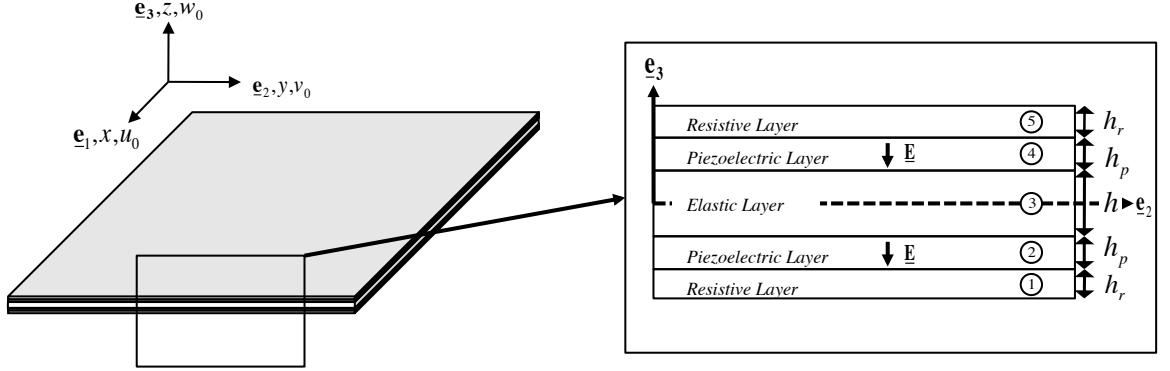 e3,z,w0
e2,y,v0
e1,x,u0
e3
Resistive Layer 5 hr
Piezoelectric Layer E 4 hp
Elastic Layer 3 h e2
Piezoelectric Layer E 2 hp
Resistive Layer 1 hr